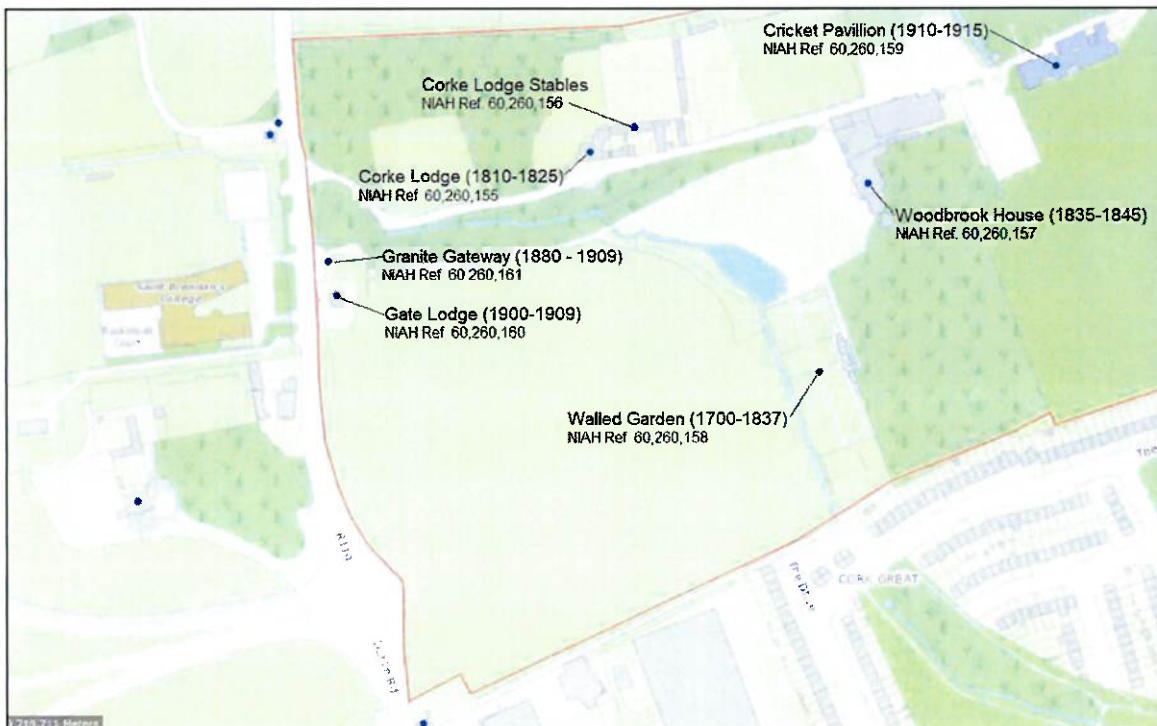 Cricket Pavillion (1910-1915)
NIAH Ref 60,260,159
Corke Lodge Stables
NIAH Ref. 60,260,156
Corke Lodge (1810-1825)
NIAH Ref 60,260,155
Woodbrook House (1835-1845)
NIAH Ref. 60,260,157
Granite Gateway (1880 - 1909)
NIAH Ref 60 260,161
Saint Brendan's
College
Gate Lodge (1900-1909)
NIAH Ref 60,260,160
Walled Garden (1700-1837)
NIAH Ref 60,260,158
The
CORK GREAT
Meters